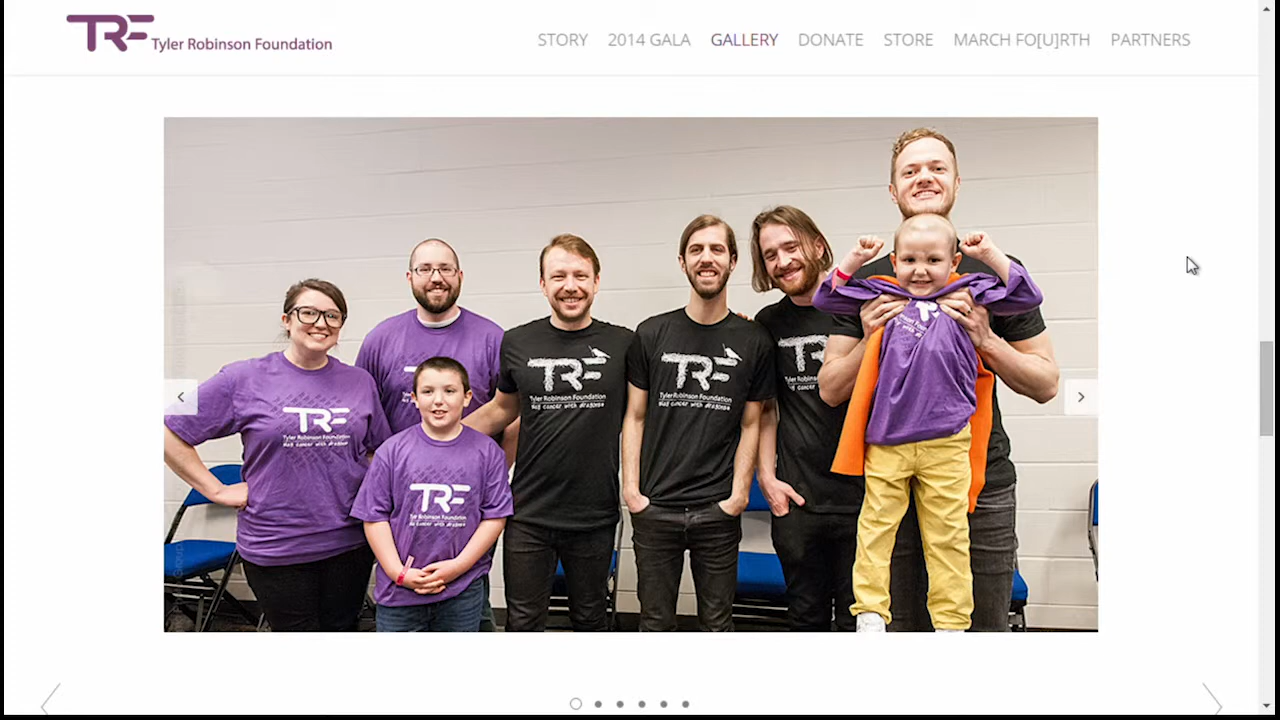 TRF Tyler Robinson Foundation
STORY 2014 GALA GALLERY DONATE STORE MARCH FO[U]RTH PARTNERS
TRF
Tyler Robinson Foundation
TRF
Tyler Robinson Foundation
TRF
Tyler Robinson Foundation
TRF
Tyler Robinson Foundation
TRF